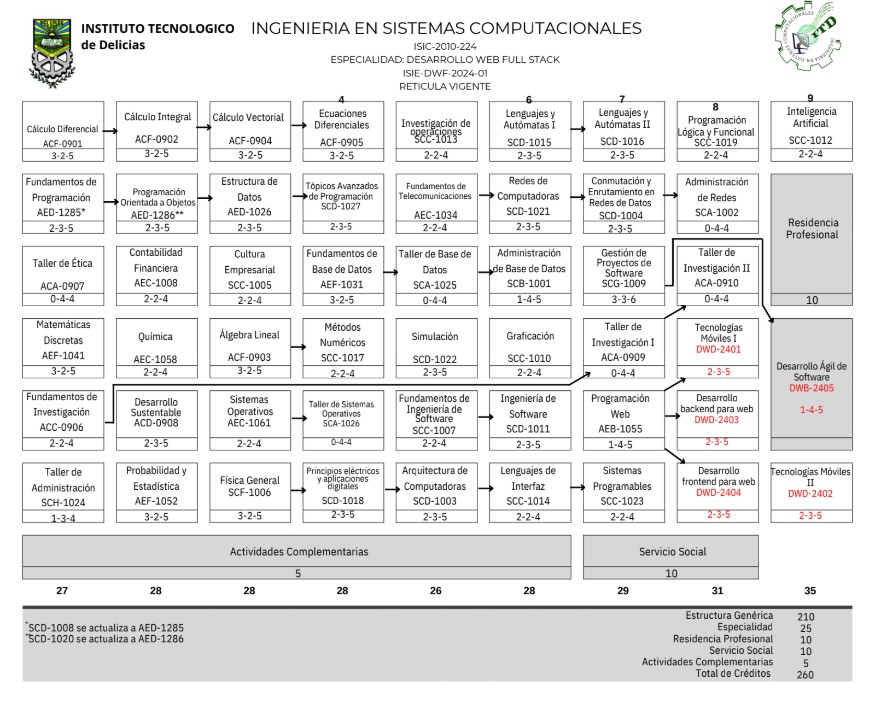 INSTITUTO TECNOLOGICO
de Delicias
INGENIERIA EN SISTEMAS COMPUTACIONALES
ISIC-2010-224
ESPECIALIDAD: DESARROLLO WEB FULL STACK
ISIE-DWF-2024-01
RETICULA VIGENTE
ITD
4
6
7
8
9
Cálculo Diferencial
ACF-0901
3-2-5
Cálculo Integral
ACF-0902
3-2-5
Cálculo Vectorial
ACF-0904
3-2-5
Ecuaciones
Diferenciales
ACF-0905
3-2-5
Investigación de
operaciones
SCC-1013
2-2-4
Lenguajes y
Autómatas I
SCD-1015
2-3-5
Lenguajes y
Autómatas II
SCD-1016
2-3-5
Programación
Lógica y Funcional
SCC-1019
2-2-4
Inteligencia
Artificial
SCC-1012
2-2-4
Fundamentos de
Programación
AED-1285*
2-3-5
Programación
Orientada a Objetos
AED-1286**
2-3-5
Estructura de
Datos
AED-1026
2-3-5
Tópicos Avanzados
de Programación
SCD-1027
2-3-5
Fundamentos de
Telecomunicaciones
AEC-1034
2-2-4
Redes de
Computadoras
SCD-1021
2-3-5
Conmutación y
Enrutamiento en
Redes de Datos
SCD-1004
2-3-5
Administración
de Redes
SCA-1002
0-4-4
Residencia
Profesional
10
Taller de Ética
ACA-0907
0-4-4
Contabilidad
Financiera
AEC-1008
2-2-4
Cultura
Empresarial
SCC-1005
2-2-4
Fundamentos de
Base de Datos
AEF-1031
3-2-5
Taller de Base de
Datos
SCA-1025
0-4-4
Administración
de Base de Datos
SCB-1001
1-4-5
Gestión de
Proyectos de
Software
SCG-1009
3-3-6
Taller de
Investigación II
ACA-0910
0-4-4
Matemáticas
Discretas
AEF-1041
3-2-5
Química
AEC-1058
2-2-4
Álgebra Lineal
ACF-0903
3-2-5
Métodos
Numéricos
SCC-1017
2-2-4
Simulación
SCD-1022
2-3-5
Graficación
SCC-1010
2-2-4
Taller de
Investigación I
ACA-0909
0-4-4
Tecnologías
Móviles I
DWD-2401
2-3-5
Desarrollo Ágil de
Software
DWB-2405
1-4-5
Fundamentos de
Investigación
ACC-0906
2-2-4
Desarrollo
Sustentable
ACD-0908
2-3-5
Sistemas
Operativos
AEC-1061
2-2-4
Taller de Sistemas
Operativos
SCA-1026
0-4-4
Fundamentos de
Ingeniería de
Software
SCC-1007
2-2-4
Ingeniería de
Software
SCD-1011
2-3-5
Programación
Web
AEB-1055
1-4-5
Desarrollo
backend para web
DWD-2403
2-3-5
Taller de
Administración
SCH-1024
1-3-4
Probabilidad y
Estadística
AEF-1052
3-2-5
Física General
SCF-1006
3-2-5
Principios eléctricos
y aplicaciones
digitales
SCD-1018
2-3-5
Arquitectura de
Computadoras
SCD-1003
2-3-5
Lenguajes de
Interfaz
SCC-1014
2-2-4
Sistemas
Programables
SCC-1023
2-2-4
Desarrollo
frontend para web
DWD-2404
2-3-5
Tecnologías Móviles
II
DWD-2402
2-3-5
Actividades Complementarias
5
Servicio Social
10
27 28 28 28 26 28 29 31 35
*SCD-1008 se actualiza a AED-1285
**SCD-1020 se actualiza a AED-1286
Estructura Genérica 210
Especialidad 25
Residencia Profesional 10
Servicio Social 10
Actividades Complementarias 5
Total de Créditos 260